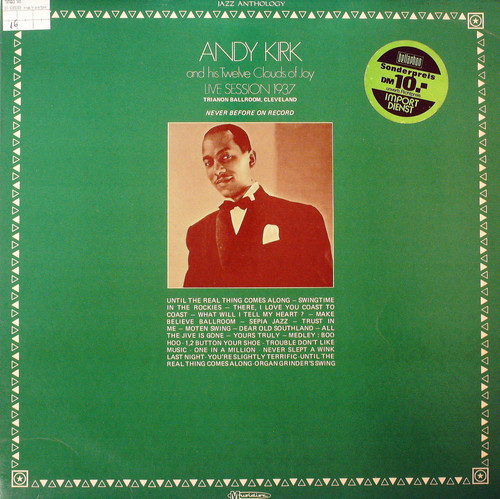 JAZZ ANTHOLOGY
16
ANDY KIRK
and his Twelve Clouds of Joy
LIVE SESSION 1937
TRIANON BALLROOM, CLEVELAND
NEVER BEFORE ON RECORD
bellaphon
Sonderpreis
DM 10.-
IMPORT
DIENST
UNTIL THE REAL THING COMES ALONG – SWINGTIME
IN THE ROCKIES – THERE, I LOVE YOU COAST TO
COAST – WHAT WILL I TELL MY HEART ? – MAKE
BELIEVE BALLROOM – SEPIA JAZZ – TRUST IN
ME – MOTEN SWING – DEAR OLD SOUTHLAND – ALL
THE JIVE IS GONE – YOURS TRULY – MEDLEY : BOO
HOO - 1,2 BUTTON YOUR SHOE - TROUBLE DON'T LIKE
MUSIC - ONE IN A MILLION - NEVER SLEPT A WINK
LAST NIGHT - YOU'RE SLIGHTLY TERRIFIC - UNTIL THE
REAL THING COMES ALONG - ORGAN GRINDER'S SWING
Musidisc